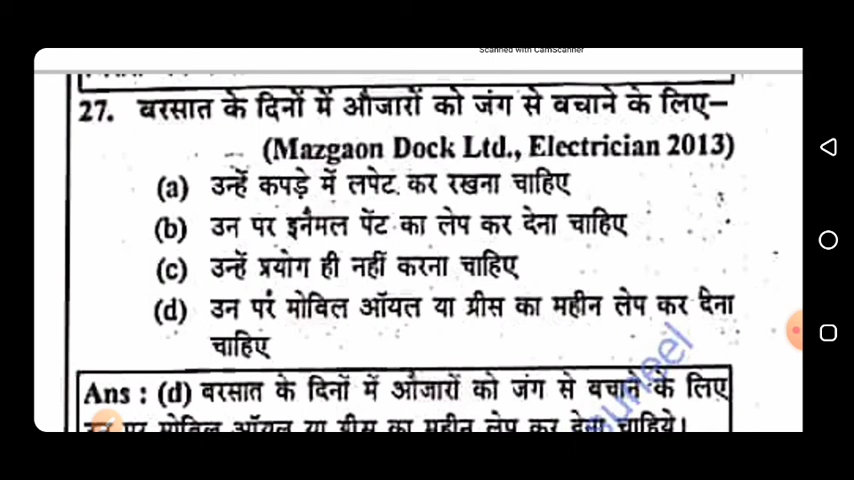 Scanned with CamScanner
27. बरसात के दिनों में औजारों को जंग से बचाने के लिए–
(Mazgaon Dock Ltd., Electrician 2013)
(a) उन्हें कपड़े में लपेट कर रखना चाहिए
(b) उन पर इनैमल पेंट का लेप कर देना चाहिए
(c) उन्हें प्रयोग ही नहीं करना चाहिए
(d) उन पर मोविल ऑयल या ग्रीस का महीन लेप कर देना
चाहिए
Ans : (d) बरसात के दिनों में औजारों को जंग से बचाने के लिए
उन पर मोविल ऑयल या ग्रीस का महीन लेप कर देना चाहिये।
suneel